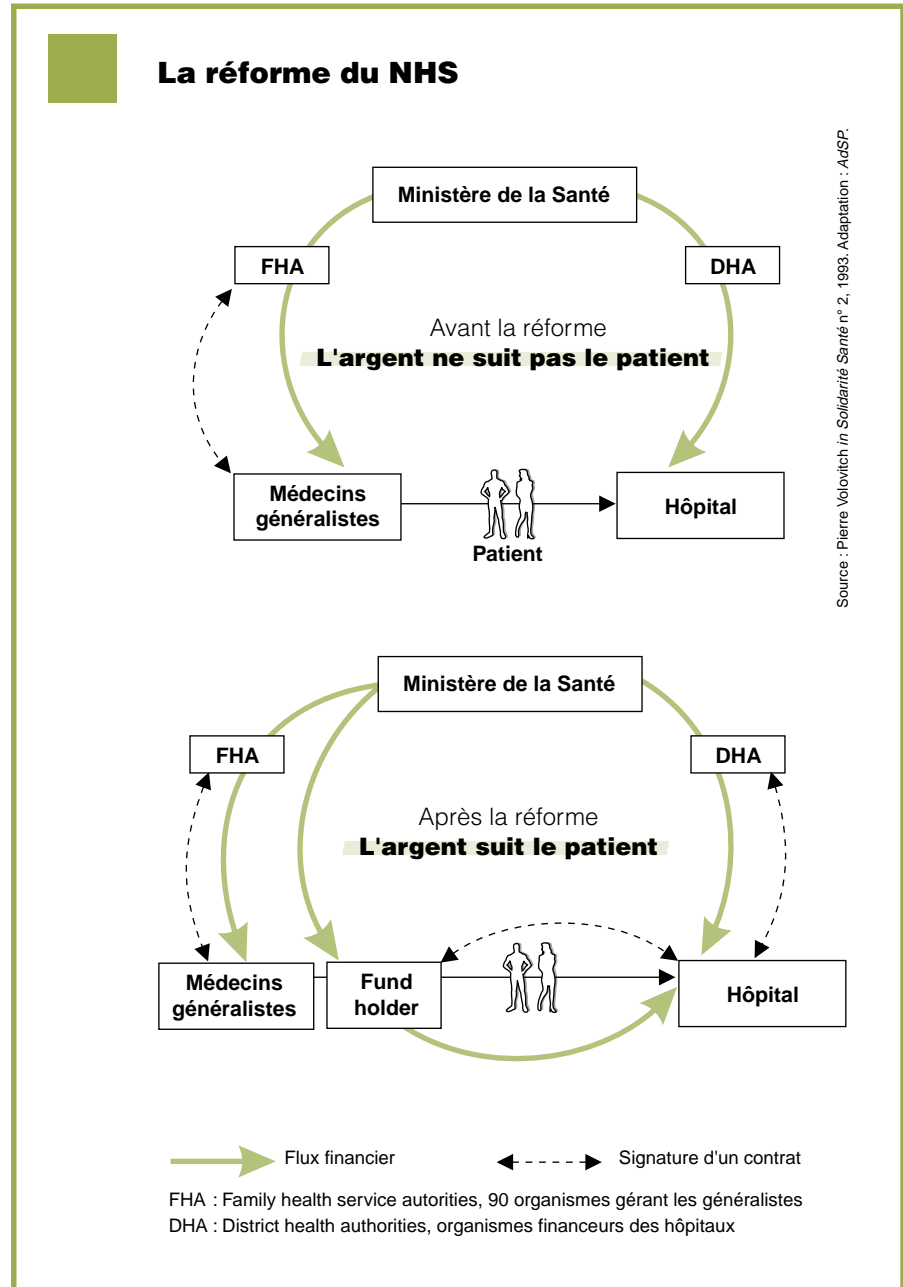 La réforme du NHS
Ministère de la Santé
FHA
DHA
Avant la réforme
L'argent ne suit pas le patient
Médecins
généralistes
Patient
Hôpital
Source : Pierre Volovitch in Solidarité Santé n° 2, 1993. Adaptation : AdSP.
Ministère de la Santé
FHA
DHA
Après la réforme
L'argent suit le patient
Médecins
généralistes
Fund
holder
Hôpital
Flux financier
Signature d'un contrat
FHA : Family health service autorities, 90 organismes gérant les généralistes
DHA : District health authorities, organismes financeurs des hôpitaux